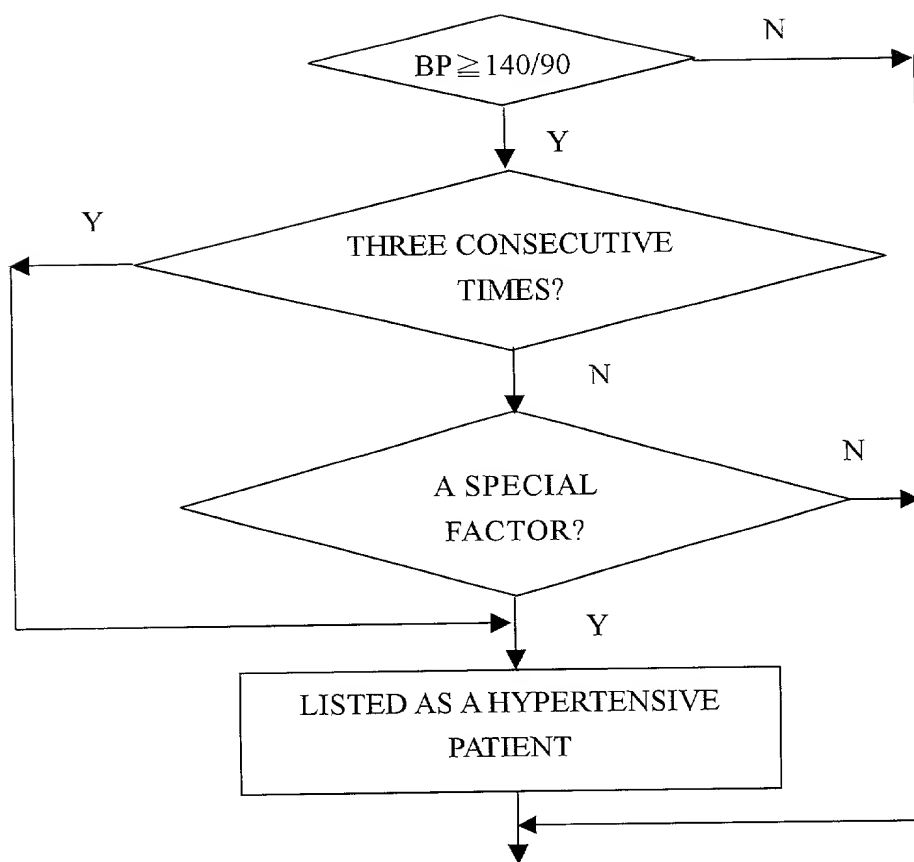 N
BP≧140/90
Y
Y
THREE CONSECUTIVE
TIMES?
N
N
A SPECIAL
FACTOR?
Y
LISTED AS A HYPERTENSIVE
PATIENT